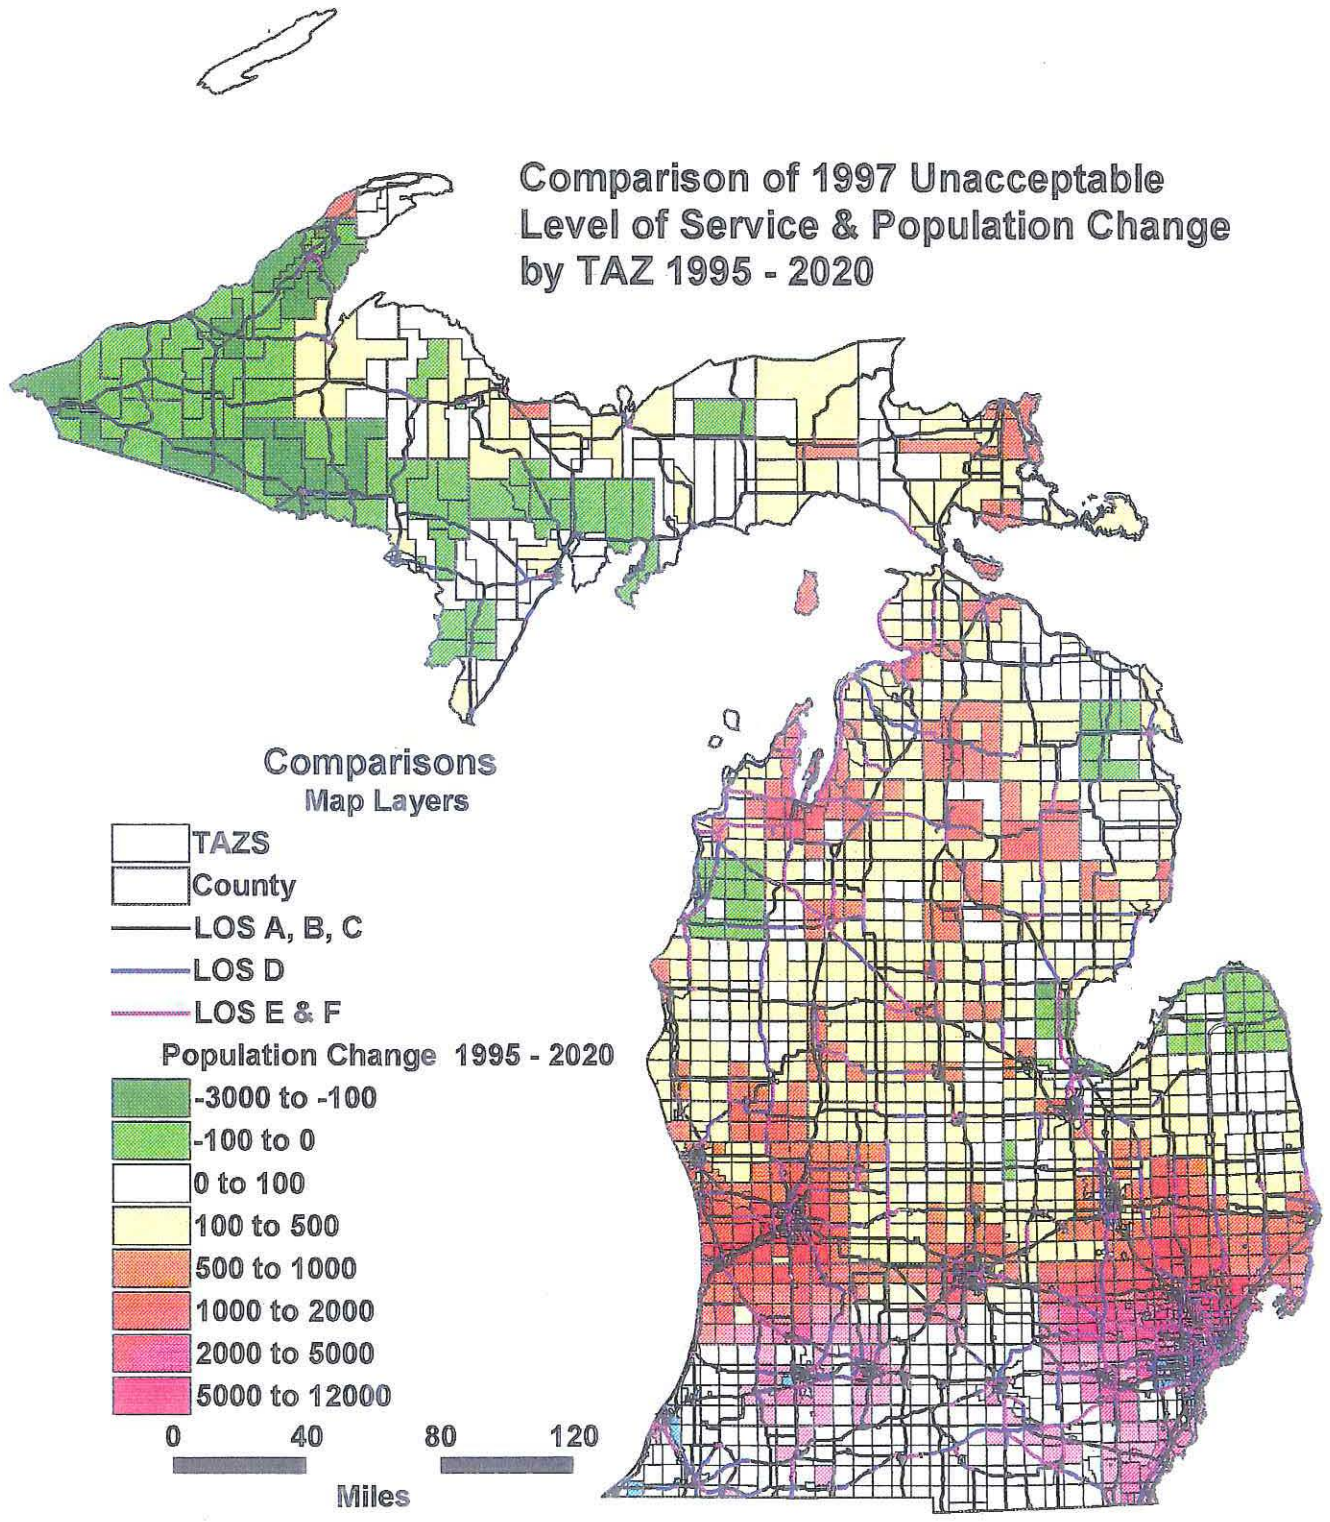 Comparison of 1997 Unacceptable
Level of Service & Population Change
by TAZ 1995 - 2020
Comparisons
Map Layers
TAZS
County
LOS A, B, C
LOS D
LOS E & F
Population Change 1995 - 2020
-3000 to -100
-100 to 0
0 to 100
100 to 500
500 to 1000
1000 to 2000
2000 to 5000
5000 to 12000
0 40 80 120
Miles